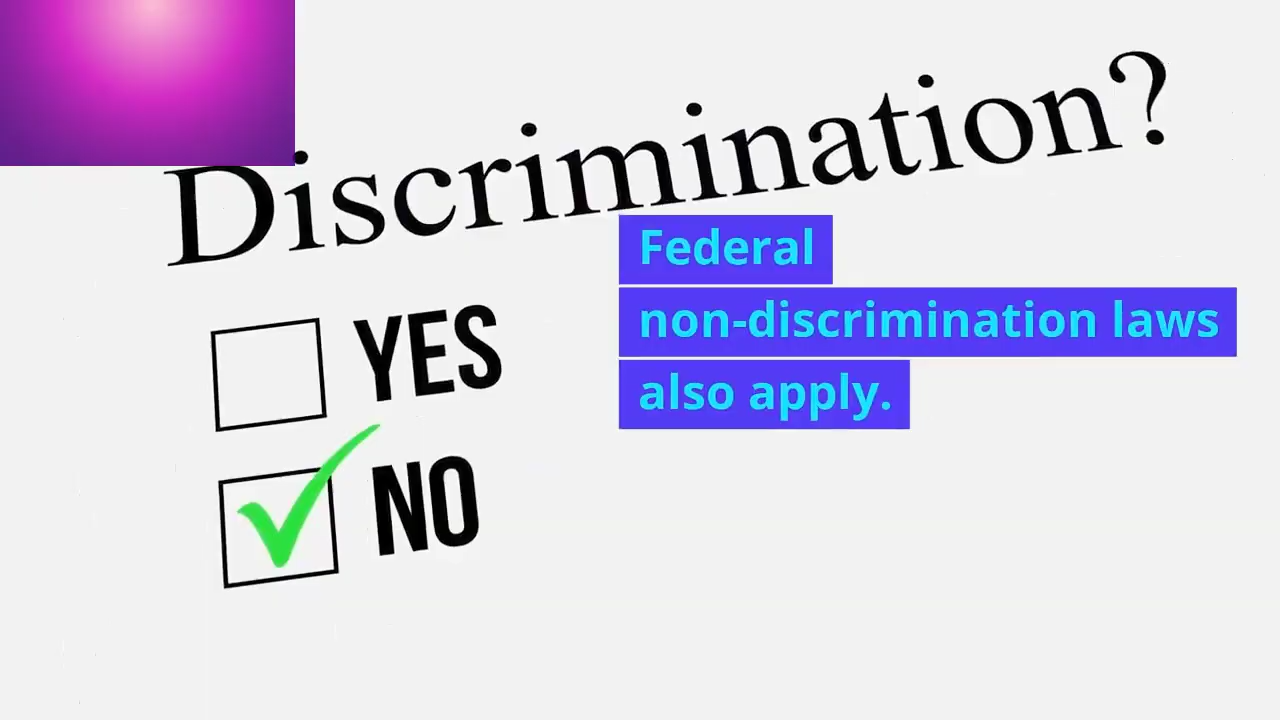 Discrimination?
YES
NO
Federal
non-discrimination laws
also apply.